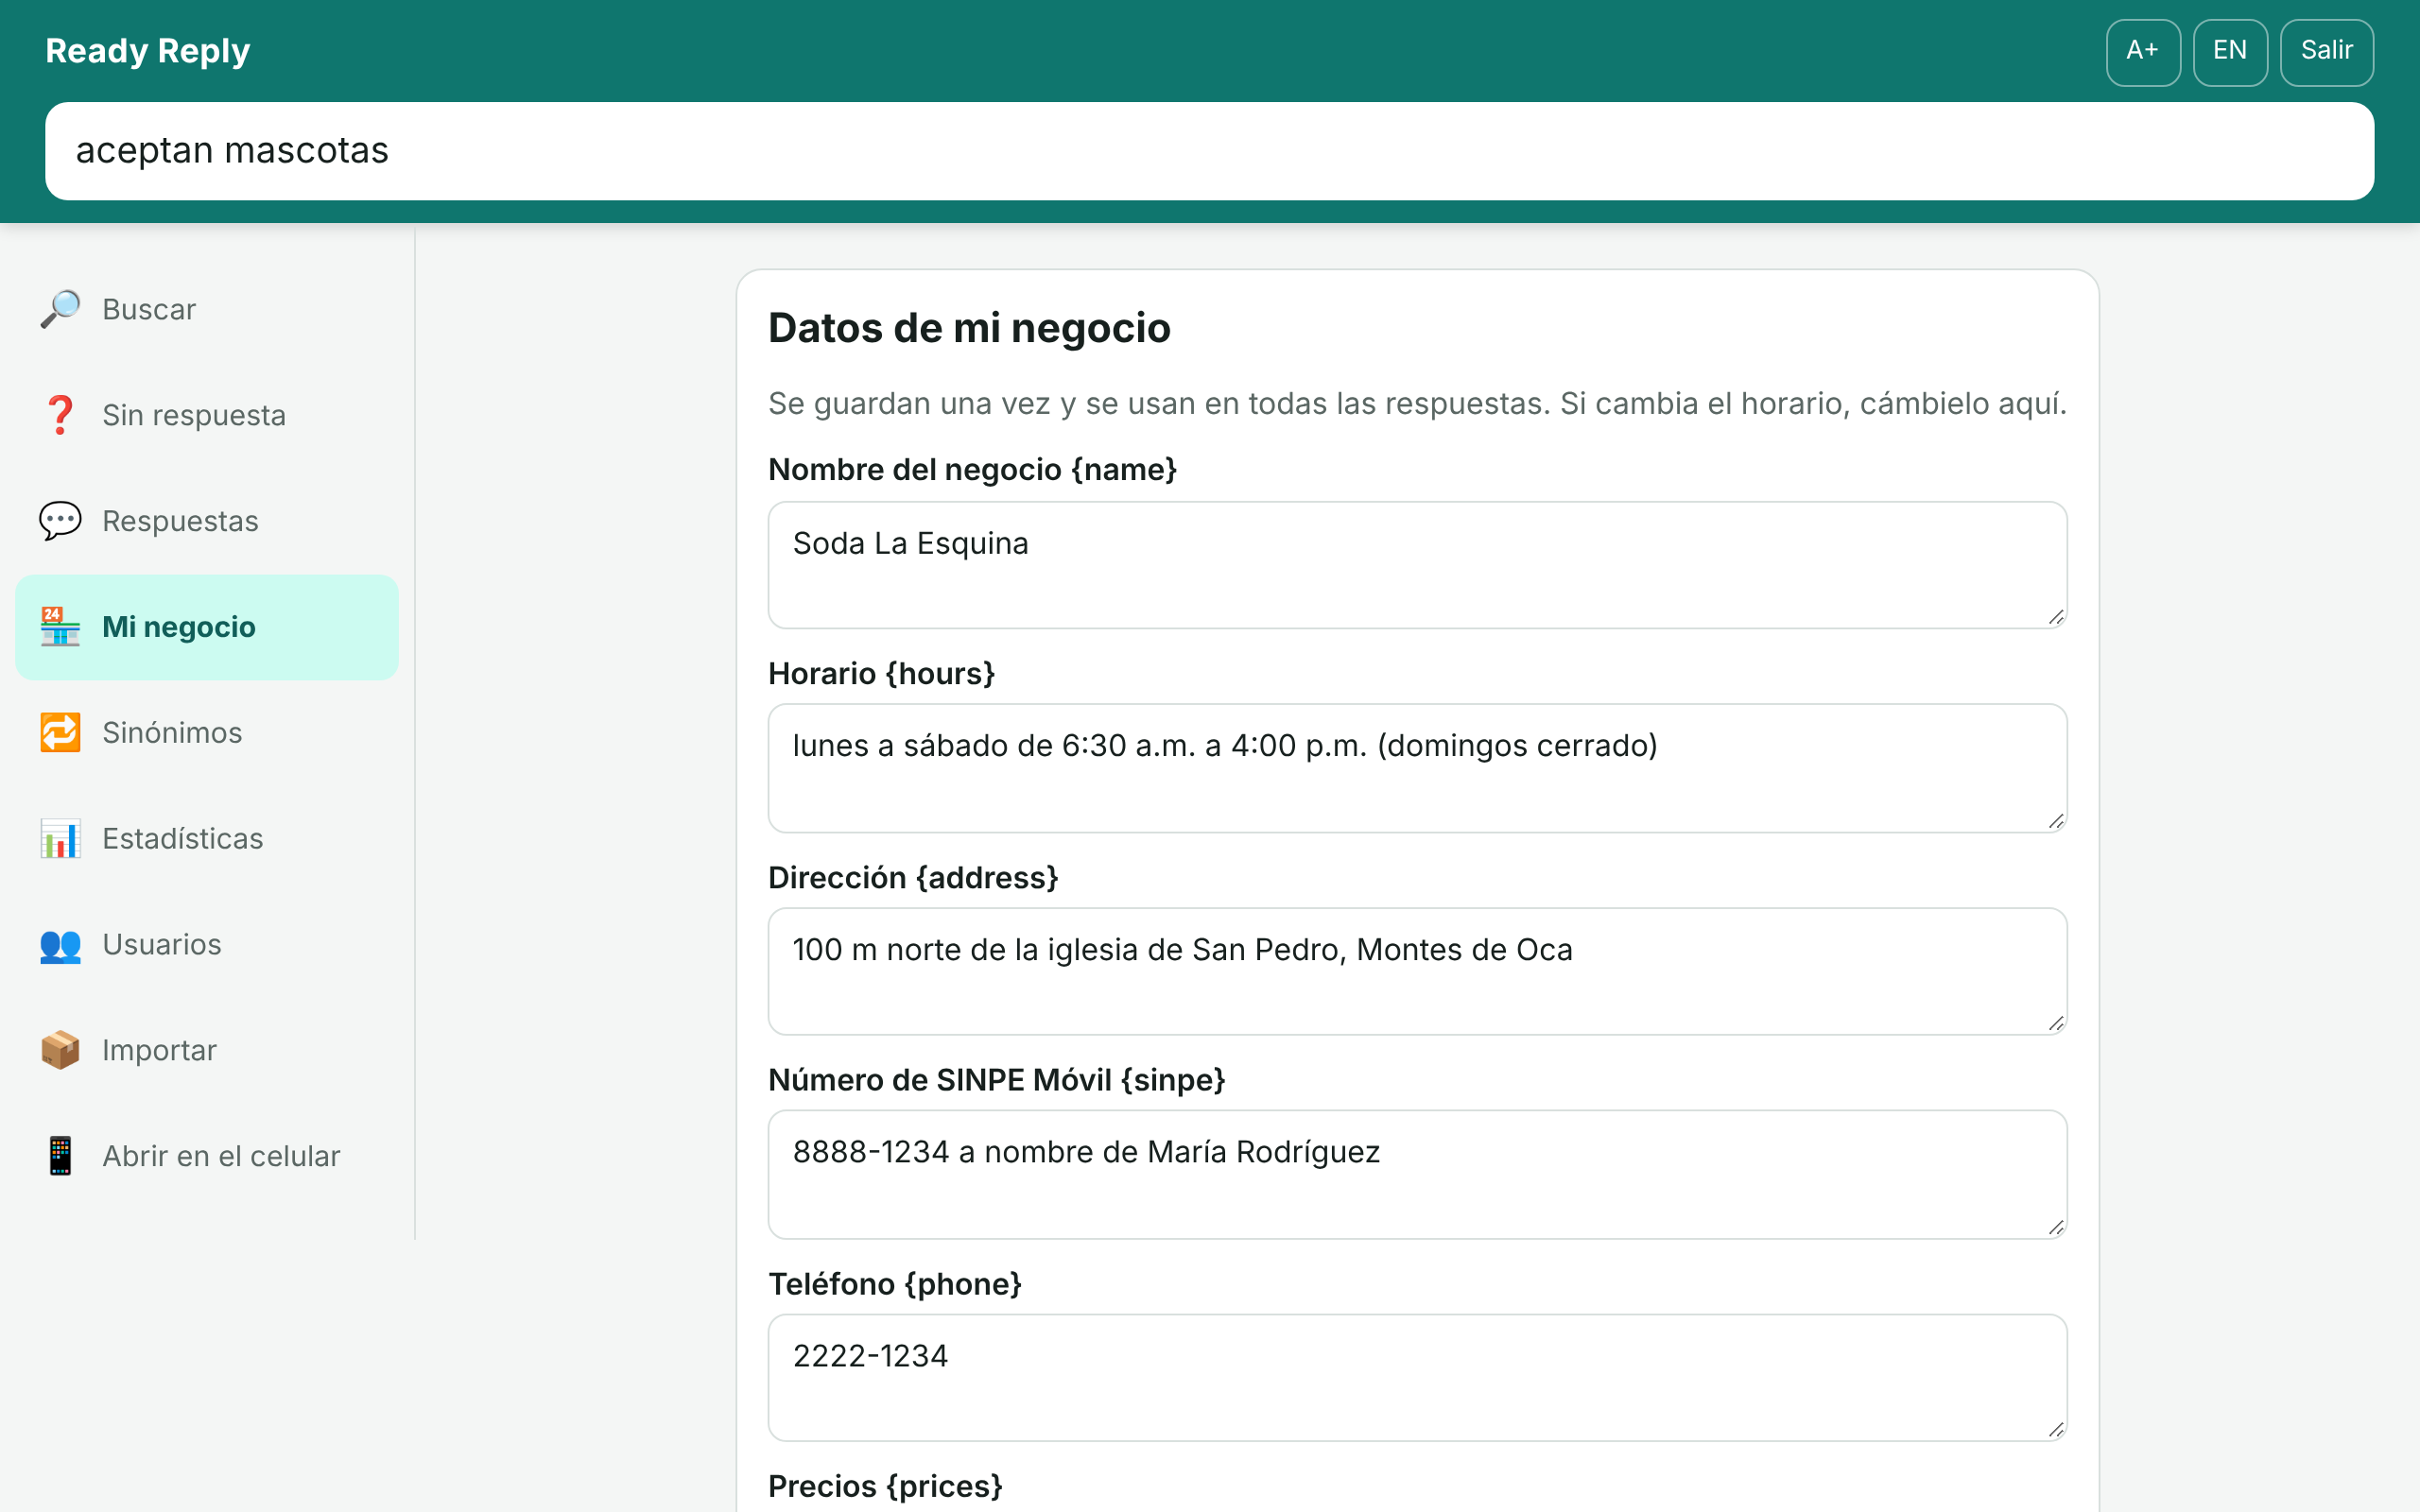 Ready Reply
A+
EN
Salir
aceptan mascotas
Buscar
Sin respuesta
Respuestas
Mi negocio
Sinónimos
Estadísticas
Usuarios
Importar
Abrir en el celular
Datos de mi negocio
Se guardan una vez y se usan en todas las respuestas. Si cambia el horario, cámbielo aquí.
Nombre del negocio {name}
Soda La Esquina
Horario {hours}
lunes a sábado de 6:30 a.m. a 4:00 p.m. (domingos cerrado)
Dirección {address}
100 m norte de la iglesia de San Pedro, Montes de Oca
Número de SINPE Móvil {sinpe}
8888-1234 a nombre de María Rodríguez
Teléfono {phone}
2222-1234
Precios {prices}